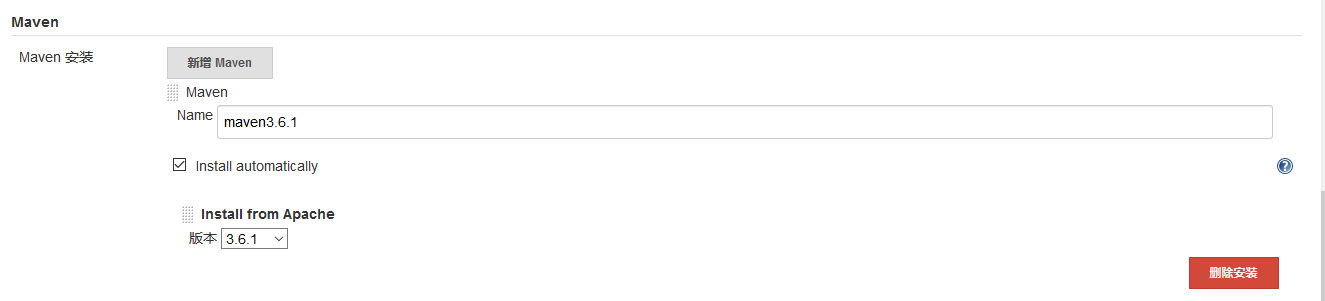 Maven
Maven 安装
新增 Maven
Maven
Name maven3.6.1
Install automatically
?
Install from Apache
版本 3.6.1
删除安装